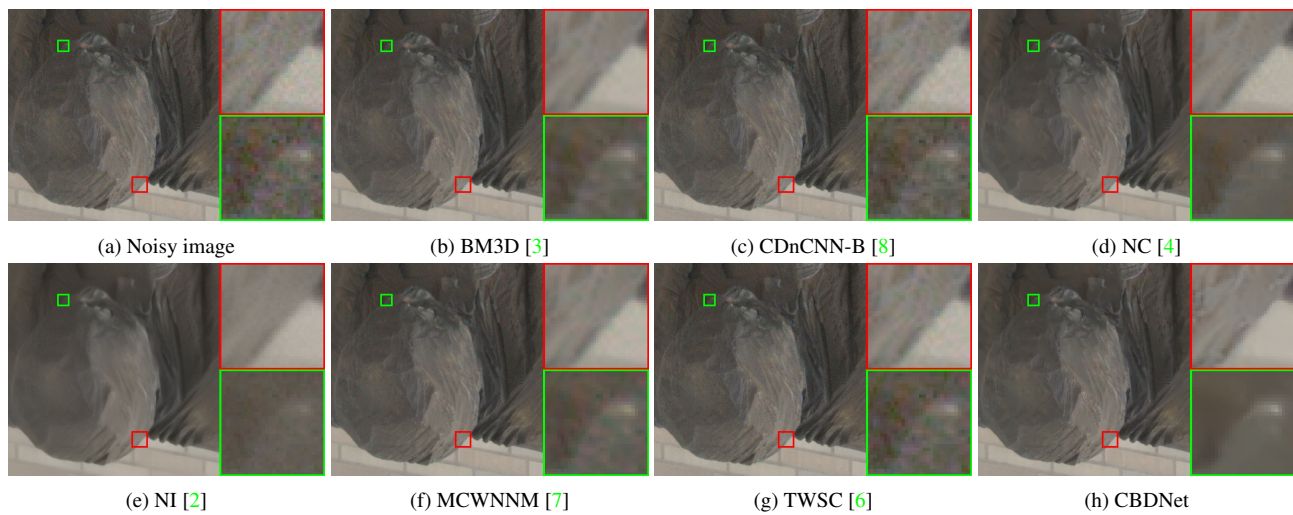 (a) Noisy image
(b) BM3D [3]
(c) CDnCNN-B [8]
(d) NC [4]
(e) NI [2]
(f) MCWNNM [7]
(g) TWSC [6]
(h) CBDNet